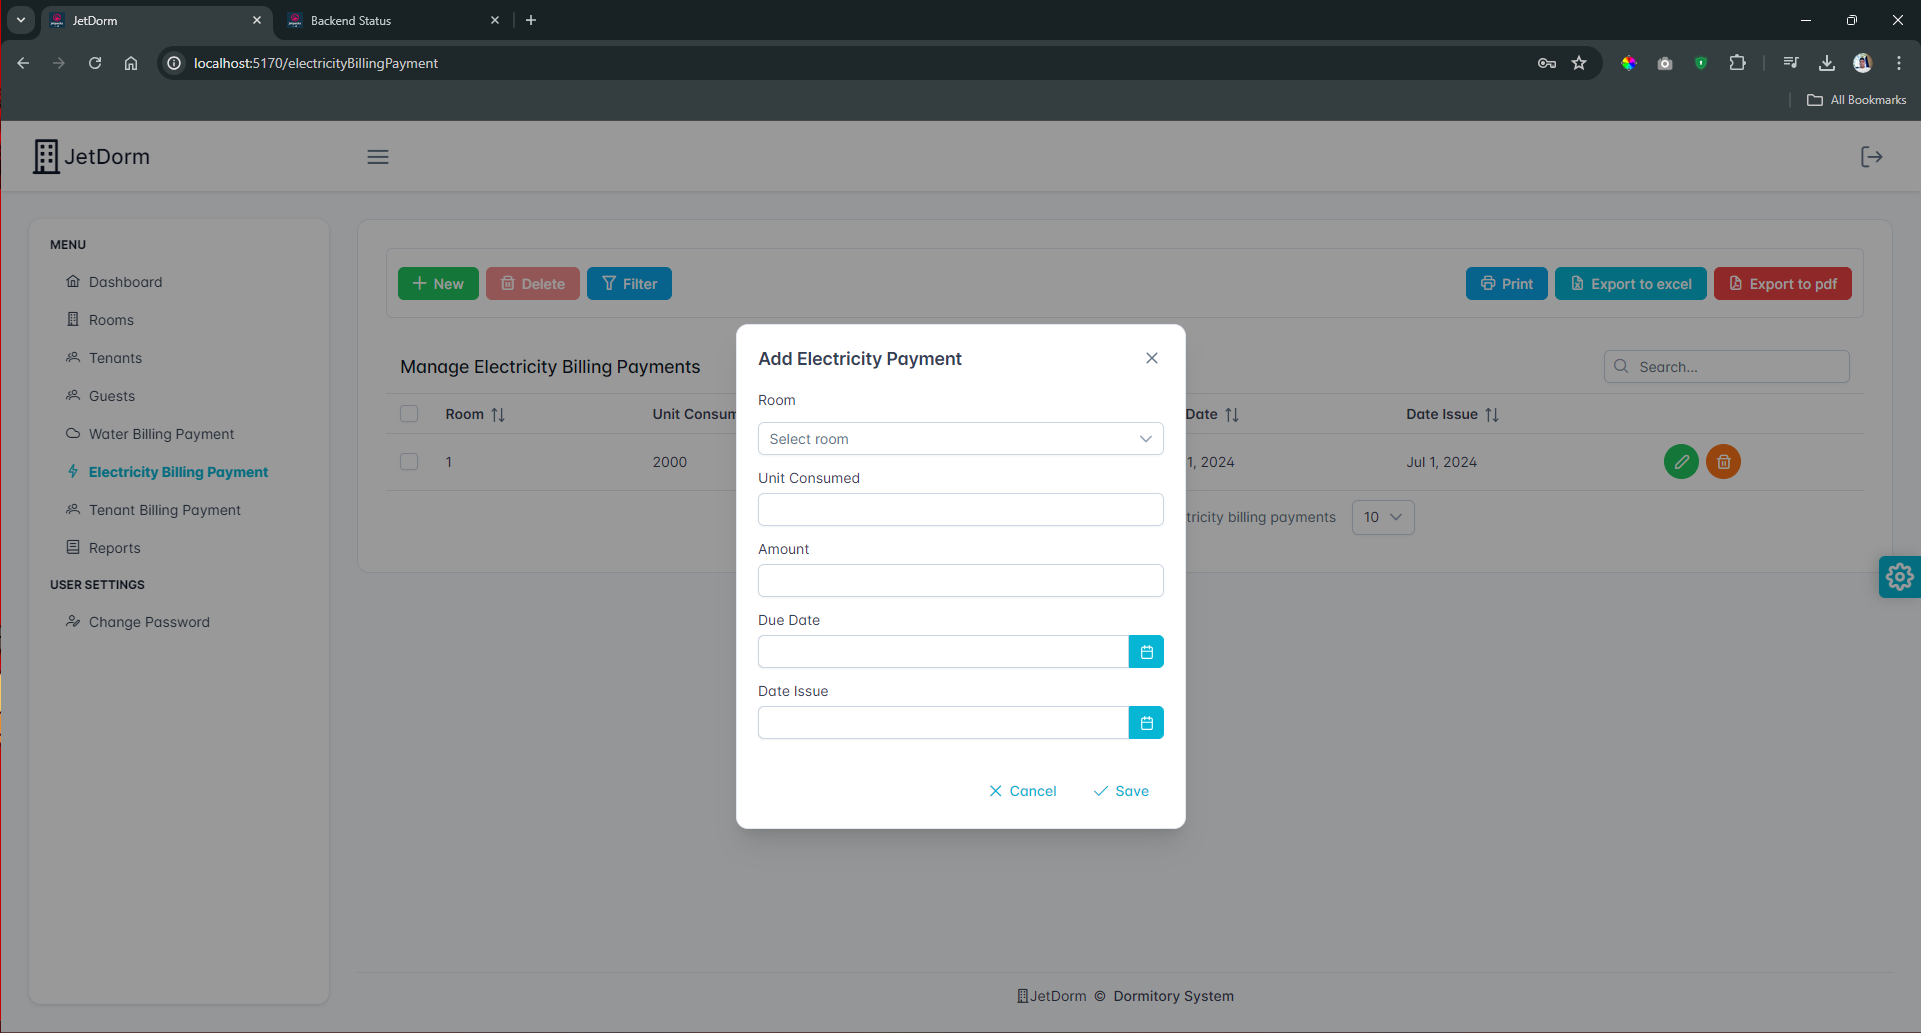 JetDorm
Backend Status
localhost:5170/electricityBillingPayment
All Bookmarks
JetDorm
MENU
Dashboard
Rooms
Tenants
Guests
Water Billing Payment
Electricity Billing Payment
Tenant Billing Payment
Reports
USER SETTINGS
Change Password
New
Delete
Filter
Print
Export to excel
Export to pdf
Manage Electricity Billing Payments
Search...
Room
Unit Consum
Date
Date Issue
1
2000
1, 2024
Jul 1, 2024
tricity billing payments
10
Add Electricity Payment
Room
Select room
Unit Consumed
Amount
Due Date
Date Issue
Cancel
Save
JetDorm © Dormitory System